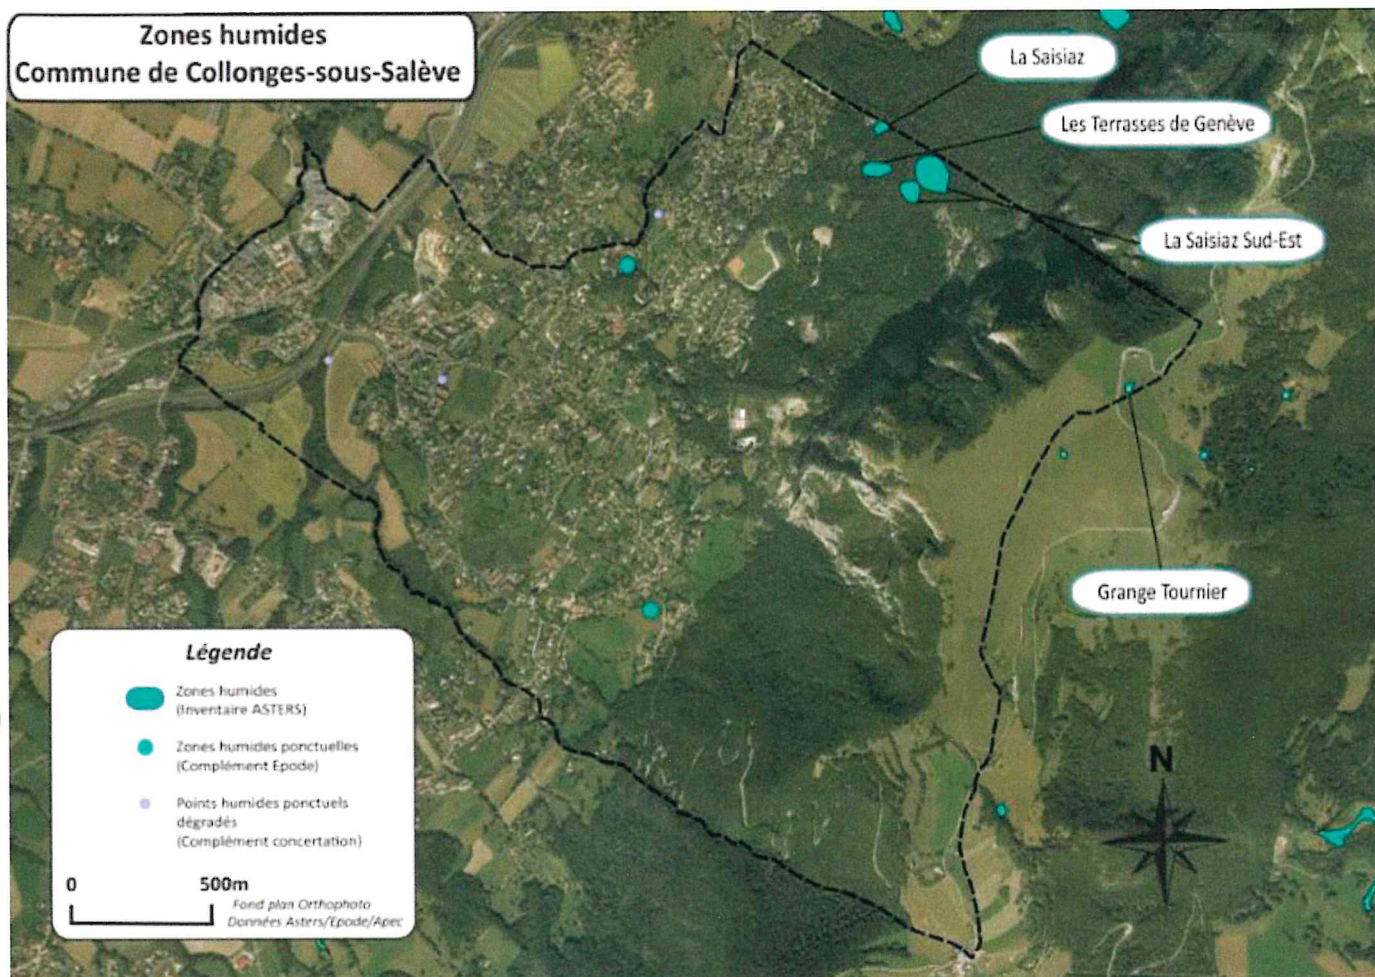 Zones humides
Commune de Collonges-sous-Salève
La Saisiaz
Les Terrasses de Genève
La Saisiaz Sud-Est
Grange Tournier
Légende
Zones humides
(Inventaire ASTERS)
Zones humides ponctuelles
(Complément Epode)
Points humides ponctuels
dégradés
(Complément concertation)
0 500m
Fond plan Orthophoto
Données Asters/Epode/Apec
N